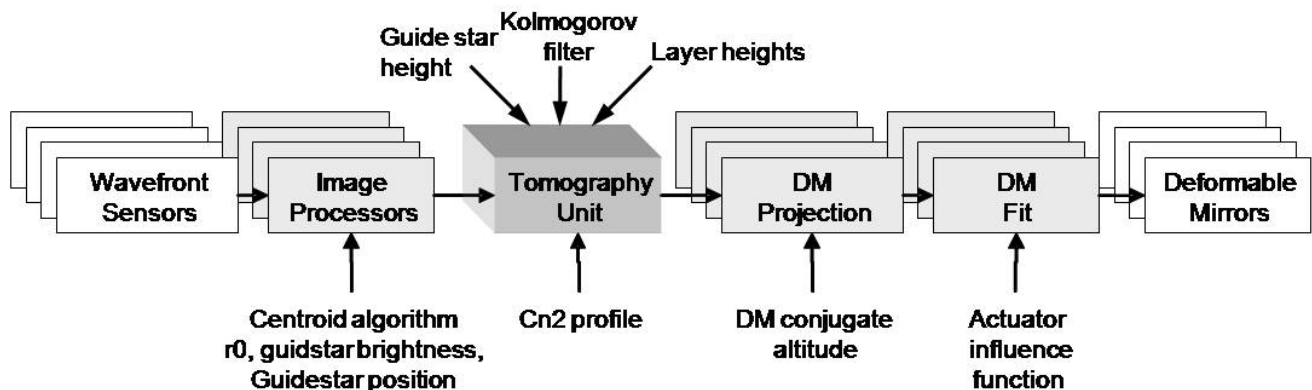 Guide star
height
Kolmogorov
filter
Layer heights
Wavefront
Sensors
Image
Processors
Tomography
Unit
DM
Projection
DM
Fit
Deformable
Mirrors
Centroid algorithm
r0, guidstar brightness,
Guidestar position
Cn2 profile
DM conjugate
altitude
Actuator
influence
function